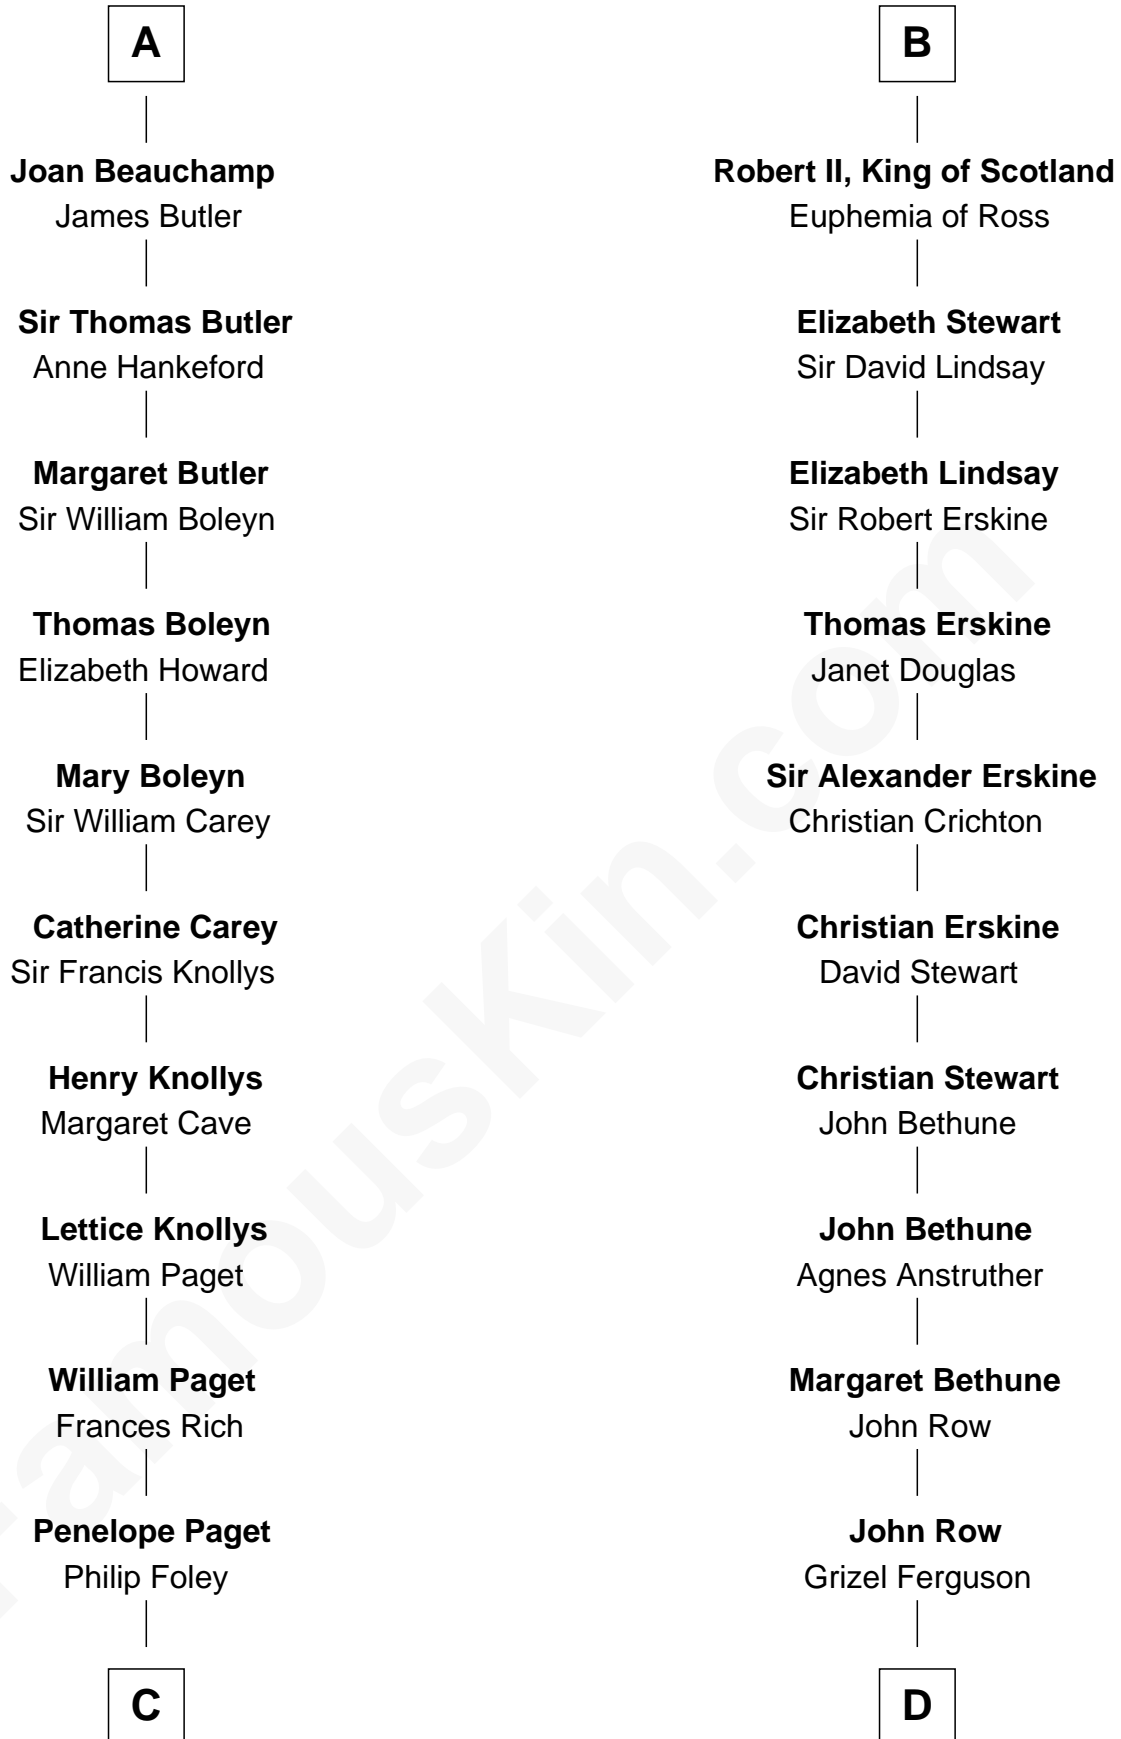 A
Joan Beauchamp
James Butler
Sir Thomas Butler
Anne Hankeford
Margaret Butler
Sir William Boleyn
Thomas Boleyn
Elizabeth Howard
Mary Boleyn
Sir William Carey
Catherine Carey
Sir Francis Knollys
Henry Knollys
Margaret Cave
Lettice Knollys
William Paget
William Paget
Frances Rich
Penelope Paget
Philip Foley
C
B
Robert II, King of Scotland
Euphemia of Ross
Elizabeth Stewart
Sir David Lindsay
Elizabeth Lindsay
Sir Robert Erskine
Thomas Erskine
Janet Douglas
Sir Alexander Erskine
Christian Crichton
Christian Erskine
David Stewart
Christian Stewart
John Bethune
John Bethune
Agnes Anstruther
Margaret Bethune
John Row
John Row
Grizel Ferguson
D
FamousKin.com